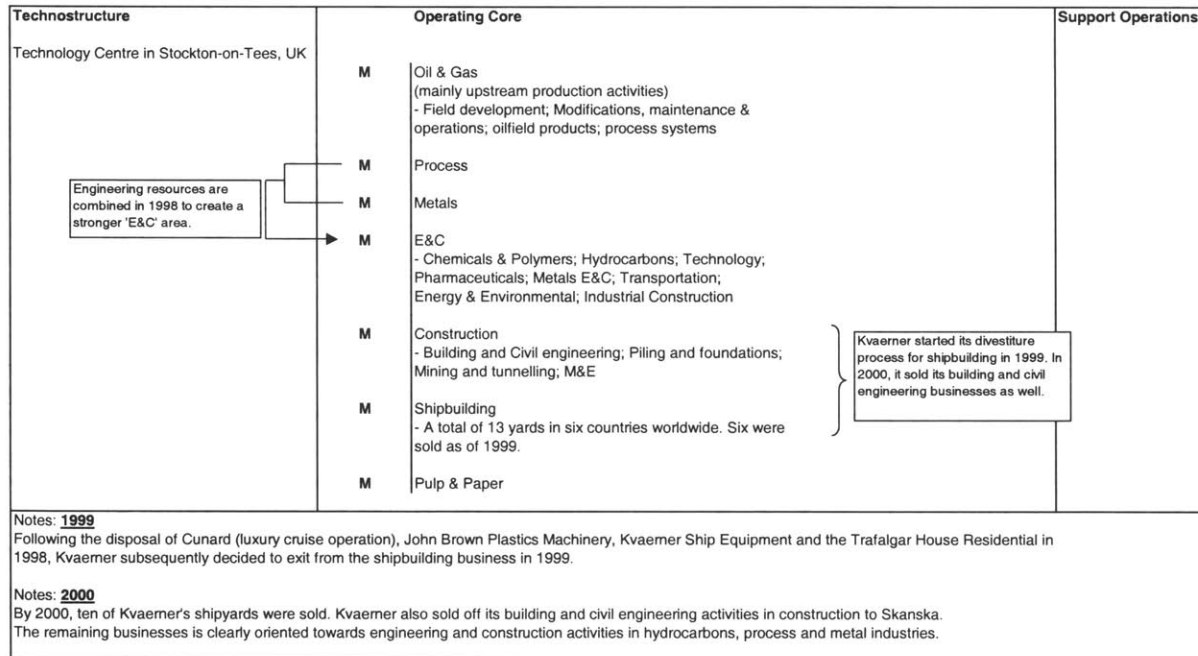 Technostructure
Operating Core
Support Operations
Technology Centre in Stockton-on-Tees, UK
M Oil & Gas
(mainly upstream production activities)
- Field development; Modifications, maintenance &
operations; oilfield products; process systems
M Process
Engineering resources are
combined in 1998 to create a
stronger 'E&C' area.
M Metals
M E&C
- Chemicals & Polymers; Hydrocarbons; Technology;
Pharmaceuticals; Metals E&C; Transportation;
Energy & Environmental; Industrial Construction
M Construction
- Building and Civil engineering; Piling and foundations;
Mining and tunnelling; M&E
Kvaerner started its divestiture
process for shipbuilding in 1999. In
2000, it sold its building and civil
engineering businesses as well.
M Shipbuilding
- A total of 13 yards in six countries worldwide. Six were
sold as of 1999.
M Pulp & Paper
Notes: 1999
Following the disposal of Cunard (luxury cruise operation), John Brown Plastics Machinery, Kvaerner Ship Equipment and the Trafalgar House Residential in
1998, Kvaerner subsequently decided to exit from the shipbuilding business in 1999.
Notes: 2000
By 2000, ten of Kvaerner's shipyards were sold. Kvaerner also sold off its building and civil engineering activities in construction to Skanska.
The remaining businesses is clearly oriented towards engineering and construction activities in hydrocarbons, process and metal industries.